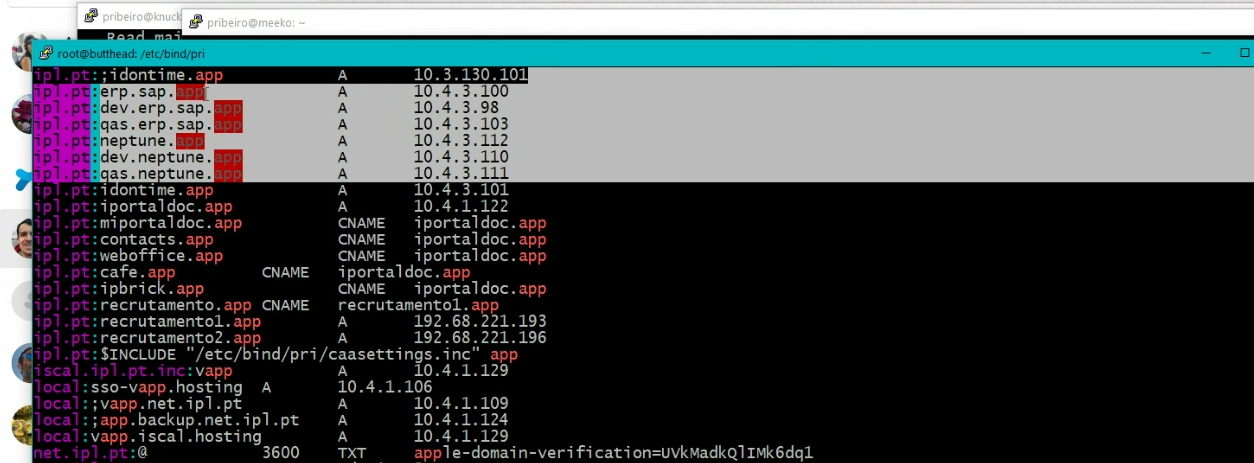 pribeiro@knuck
pribeiro@meeko: ~
root@butthead: /etc/bind/pri
ipl.pt:;idontime.app A 10.3.130.101
ipl.pt:erp.sap.app A 10.4.3.100
ipl.pt:dev.erp.sap.app A 10.4.3.98
ipl.pt:qas.erp.sap.app A 10.4.3.103
ipl.pt:neptune.app A 10.4.3.112
ipl.pt:dev.neptune.app A 10.4.3.110
ipl.pt:qas.neptune.app A 10.4.3.111
ipl.pt:idontime.app A 10.4.3.101
ipl.pt:iportaldoc.app A 10.4.1.122
ipl.pt:miportaldoc.app CNAME iportaldoc.app
ipl.pt:contacts.app CNAME iportaldoc.app
ipl.pt:weboffice.app CNAME iportaldoc.app
ipl.pt:cafe.app CNAME iportaldoc.app
ipl.pt:ipbrick.app CNAME iportaldoc.app
ipl.pt:recrutamento.app CNAME recrutamento1.app
ipl.pt:recrutamento1.app A 192.68.221.193
ipl.pt:recrutamento2.app A 192.68.221.196
ipl.pt:$INCLUDE "/etc/bind/pri/caasettings.inc" app
iscal.ipl.pt.inc:vapp A 10.4.1.129
local:sso-vapp.hosting A 10.4.1.106
local:;vapp.net.ipl.pt A 10.4.1.109
local:;app.backup.net.ipl.pt A 10.4.1.124
local:vapp.iscal.hosting A 10.4.1.129
net.ipl.pt:@ 3600 TXT apple-domain-verification=UVkMadkQlIMk6dq1